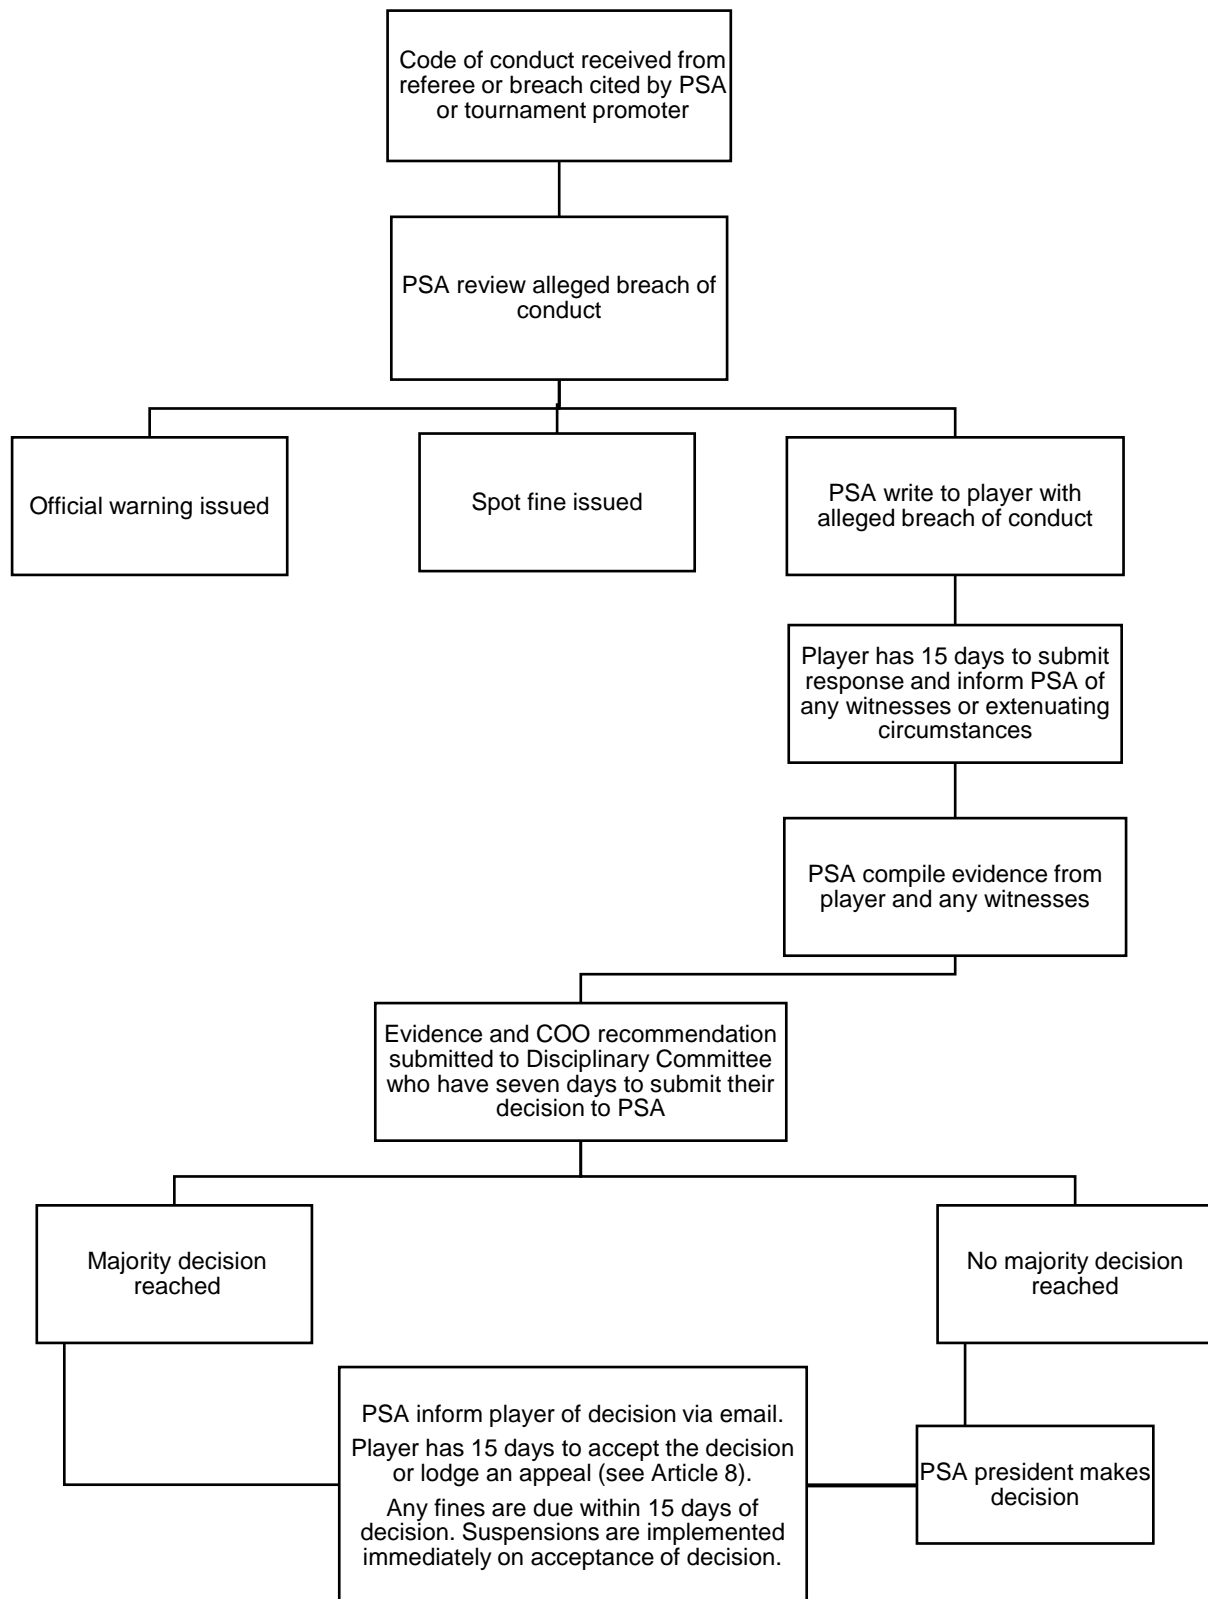 Code of conduct received from
referee or breach cited by PSA
or tournament promoter
PSA review alleged breach of
conduct
Official warning issued
Spot fine issued
PSA write to player with
alleged breach of conduct
Player has 15 days to submit
response and inform PSA of
any witnesses or extenuating
circumstances
PSA compile evidence from
player and any witnesses
Evidence and COO recommendation
submitted to Disciplinary Committee
who have seven days to submit their
decision to PSA
Majority decision
reached
No majority decision
reached
PSA inform player of decision via email.
Player has 15 days to accept the decision
or lodge an appeal (see Article 8).
Any fines are due within 15 days of
decision. Suspensions are implemented
immediately on acceptance of decision.
PSA president makes
decision